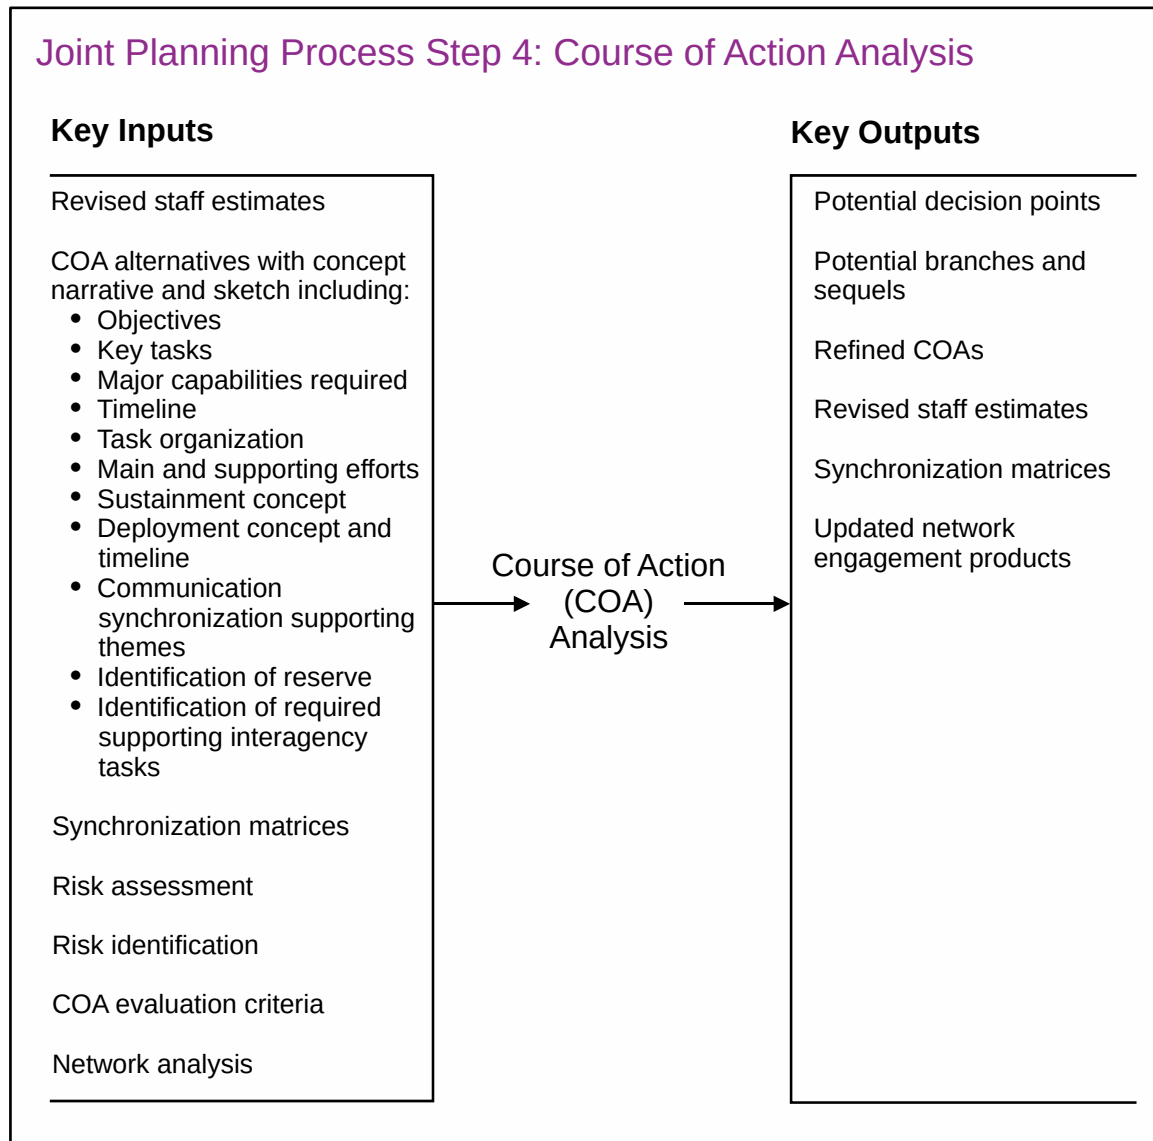 Joint Planning Process Step 4: Course of Action Analysis
Key Inputs
Revised staff estimates
COA alternatives with concept
narrative and sketch including:
• Objectives
• Key tasks
• Major capabilities required
• Timeline
• Task organization
• Main and supporting efforts
• Sustainment concept
• Deployment concept and
timeline
• Communication
synchronization supporting
themes
• Identification of reserve
• Identification of required
supporting interagency
tasks
Synchronization matrices
Risk assessment
Risk identification
COA evaluation criteria
Network analysis
Course of Action
(COA)
Analysis
Key Outputs
Potential decision points
Potential branches and
sequels
Refined COAs
Revised staff estimates
Synchronization matrices
Updated network
engagement products